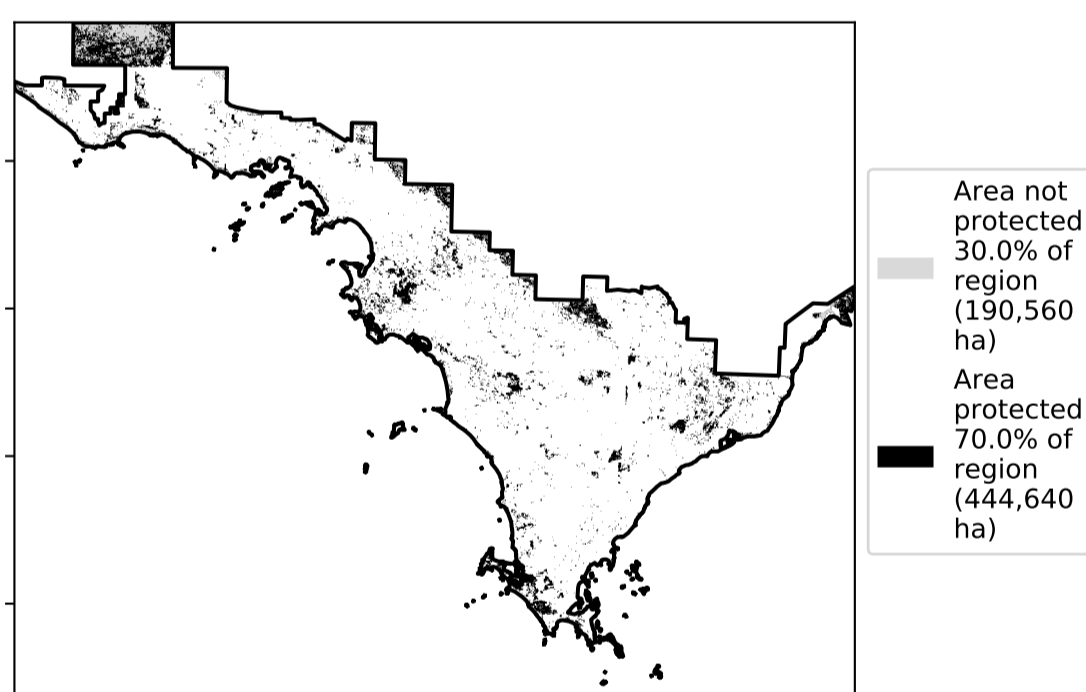 Area not
protected
30.0% of
region
(190,560
ha)
Area
protected
70.0% of
region
(444,640
ha)